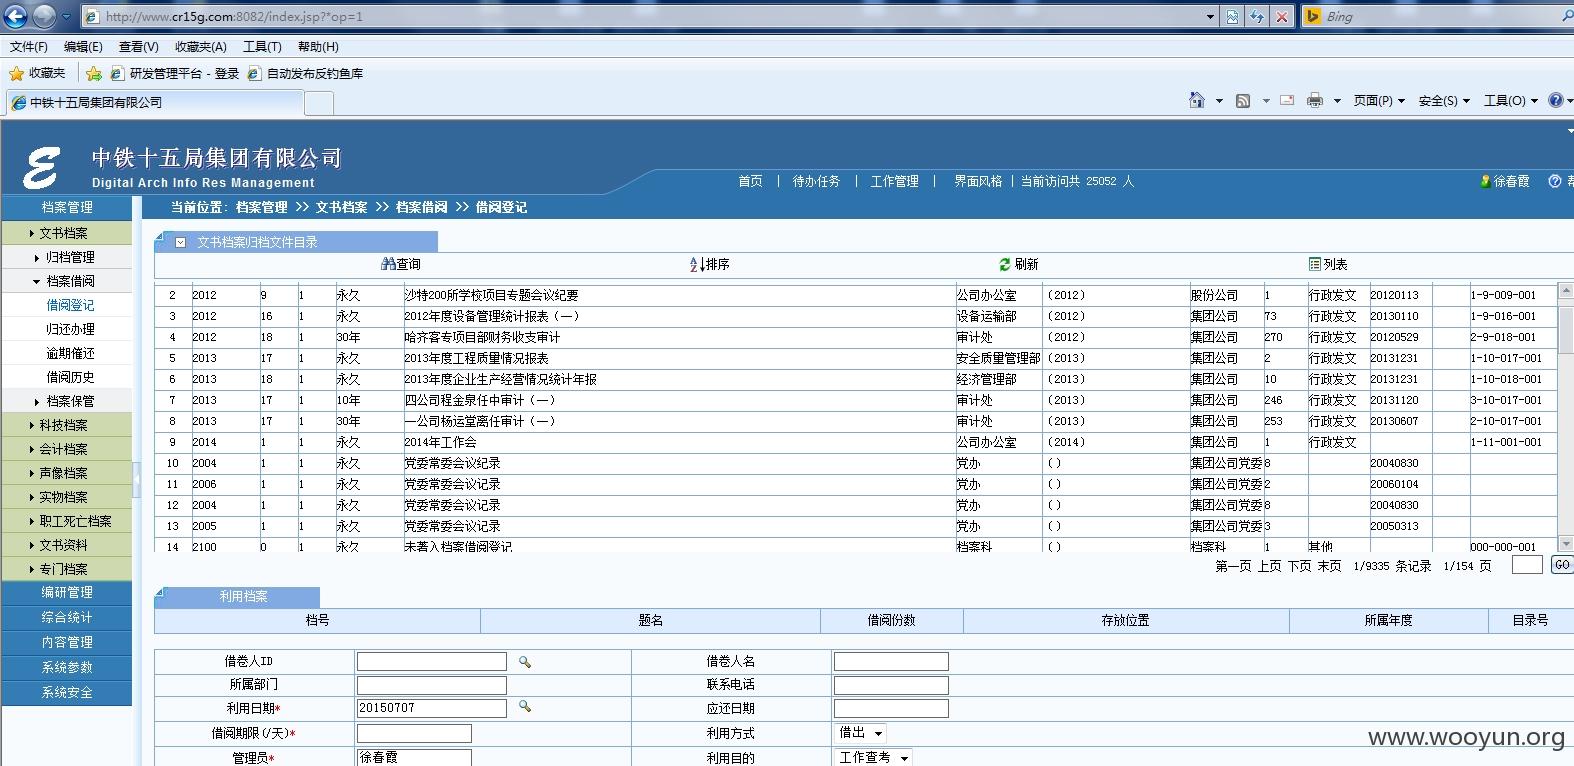 http://www.cr15g.com:8082/index.jsp?*op=1
Bing
文件(F) 编辑(E) 查看(V) 收藏夹(A) 工具(T) 帮助(H)
收藏夹 研发管理平台 - 登录 自动发布反钓鱼库
中铁十五局集团有限公司
页面(P) 安全(S) 工具(O)
中铁十五局集团有限公司
Digital Arch Info Res Management
首页 | 待办任务 | 工作管理 | 界面风格 | 当前访问共 25052 人
徐春霞
档案管理
当前位置: 档案管理 >> 文书档案 >> 档案借阅 >> 借阅登记
文书档案
归档管理
档案借阅
借阅登记
归还办理
逾期催还
借阅历史
档案保管
科技档案
会计档案
声像档案
实物档案
职工死亡档案
文书资料
专门档案
编研管理
综合统计
内容管理
系统参数
系统安全
文书档案归档文件目录
查询 排序 刷新 列表
2 2012 9 1 永久 沙特200所学校项目专题会议纪要 公司办公室 (2012) 股份公司 1 行政发文 20120113 1-9-009-001
3 2012 16 1 永久 2012年度设备管理统计报表(一) 设备运输部 (2012) 集团公司 73 行政发文 20130110 1-9-016-001
4 2012 18 1 30年 哈齐客专项目部财务收支审计 审计处 (2012) 集团公司 270 行政发文 20120529 2-9-018-001
5 2013 17 1 永久 2013年度工程质量情况报表 安全质量管理部 (2013) 集团公司 2 行政发文 20131231 1-10-017-001
6 2013 18 1 永久 2013年度企业生产经营情况统计年报 经济管理部 (2013) 集团公司 10 行政发文 20131231 1-10-018-001
7 2013 17 1 10年 四公司程金泉任中审计(一) 审计处 (2013) 集团公司 246 行政发文 20131120 3-10-017-001
8 2013 17 1 30年 一公司杨运堂离任审计(一) 审计处 (2013) 集团公司 253 行政发文 20130607 2-10-017-001
9 2014 1 1 永久 2014年工作会 公司办公室 (2014) 集团公司 1 行政发文 1-11-001-001
10 2004 1 1 永久 党委常委会议纪录 党办 () 集团公司党委 8 20040830
11 2006 1 1 永久 党委常委会议记录 党办 () 集团公司党委 2 20060104
12 2004 1 1 永久 党委常委会议记录 党办 () 集团公司党委 8 20040830
13 2005 1 1 永久 党委常委会议记录 党办 () 集团公司党委 3 20050313
14 2100 0 1 永久 未著入档案借阅登记 档案科 () 档案科 1 其他 000-000-001
第一页 上页 下页 末页 1/9335 条记录 1/154 页 GO
利用档案
档号 题名 借阅份数 存放位置 所属年度 目录号
借卷人ID 借卷人名
所属部门 联系电话
利用日期* 20150707 应还日期
借阅期限(/天)* 利用方式 借出
管理员* 徐春霞 利用目的 工作查考
www.wooyun.org